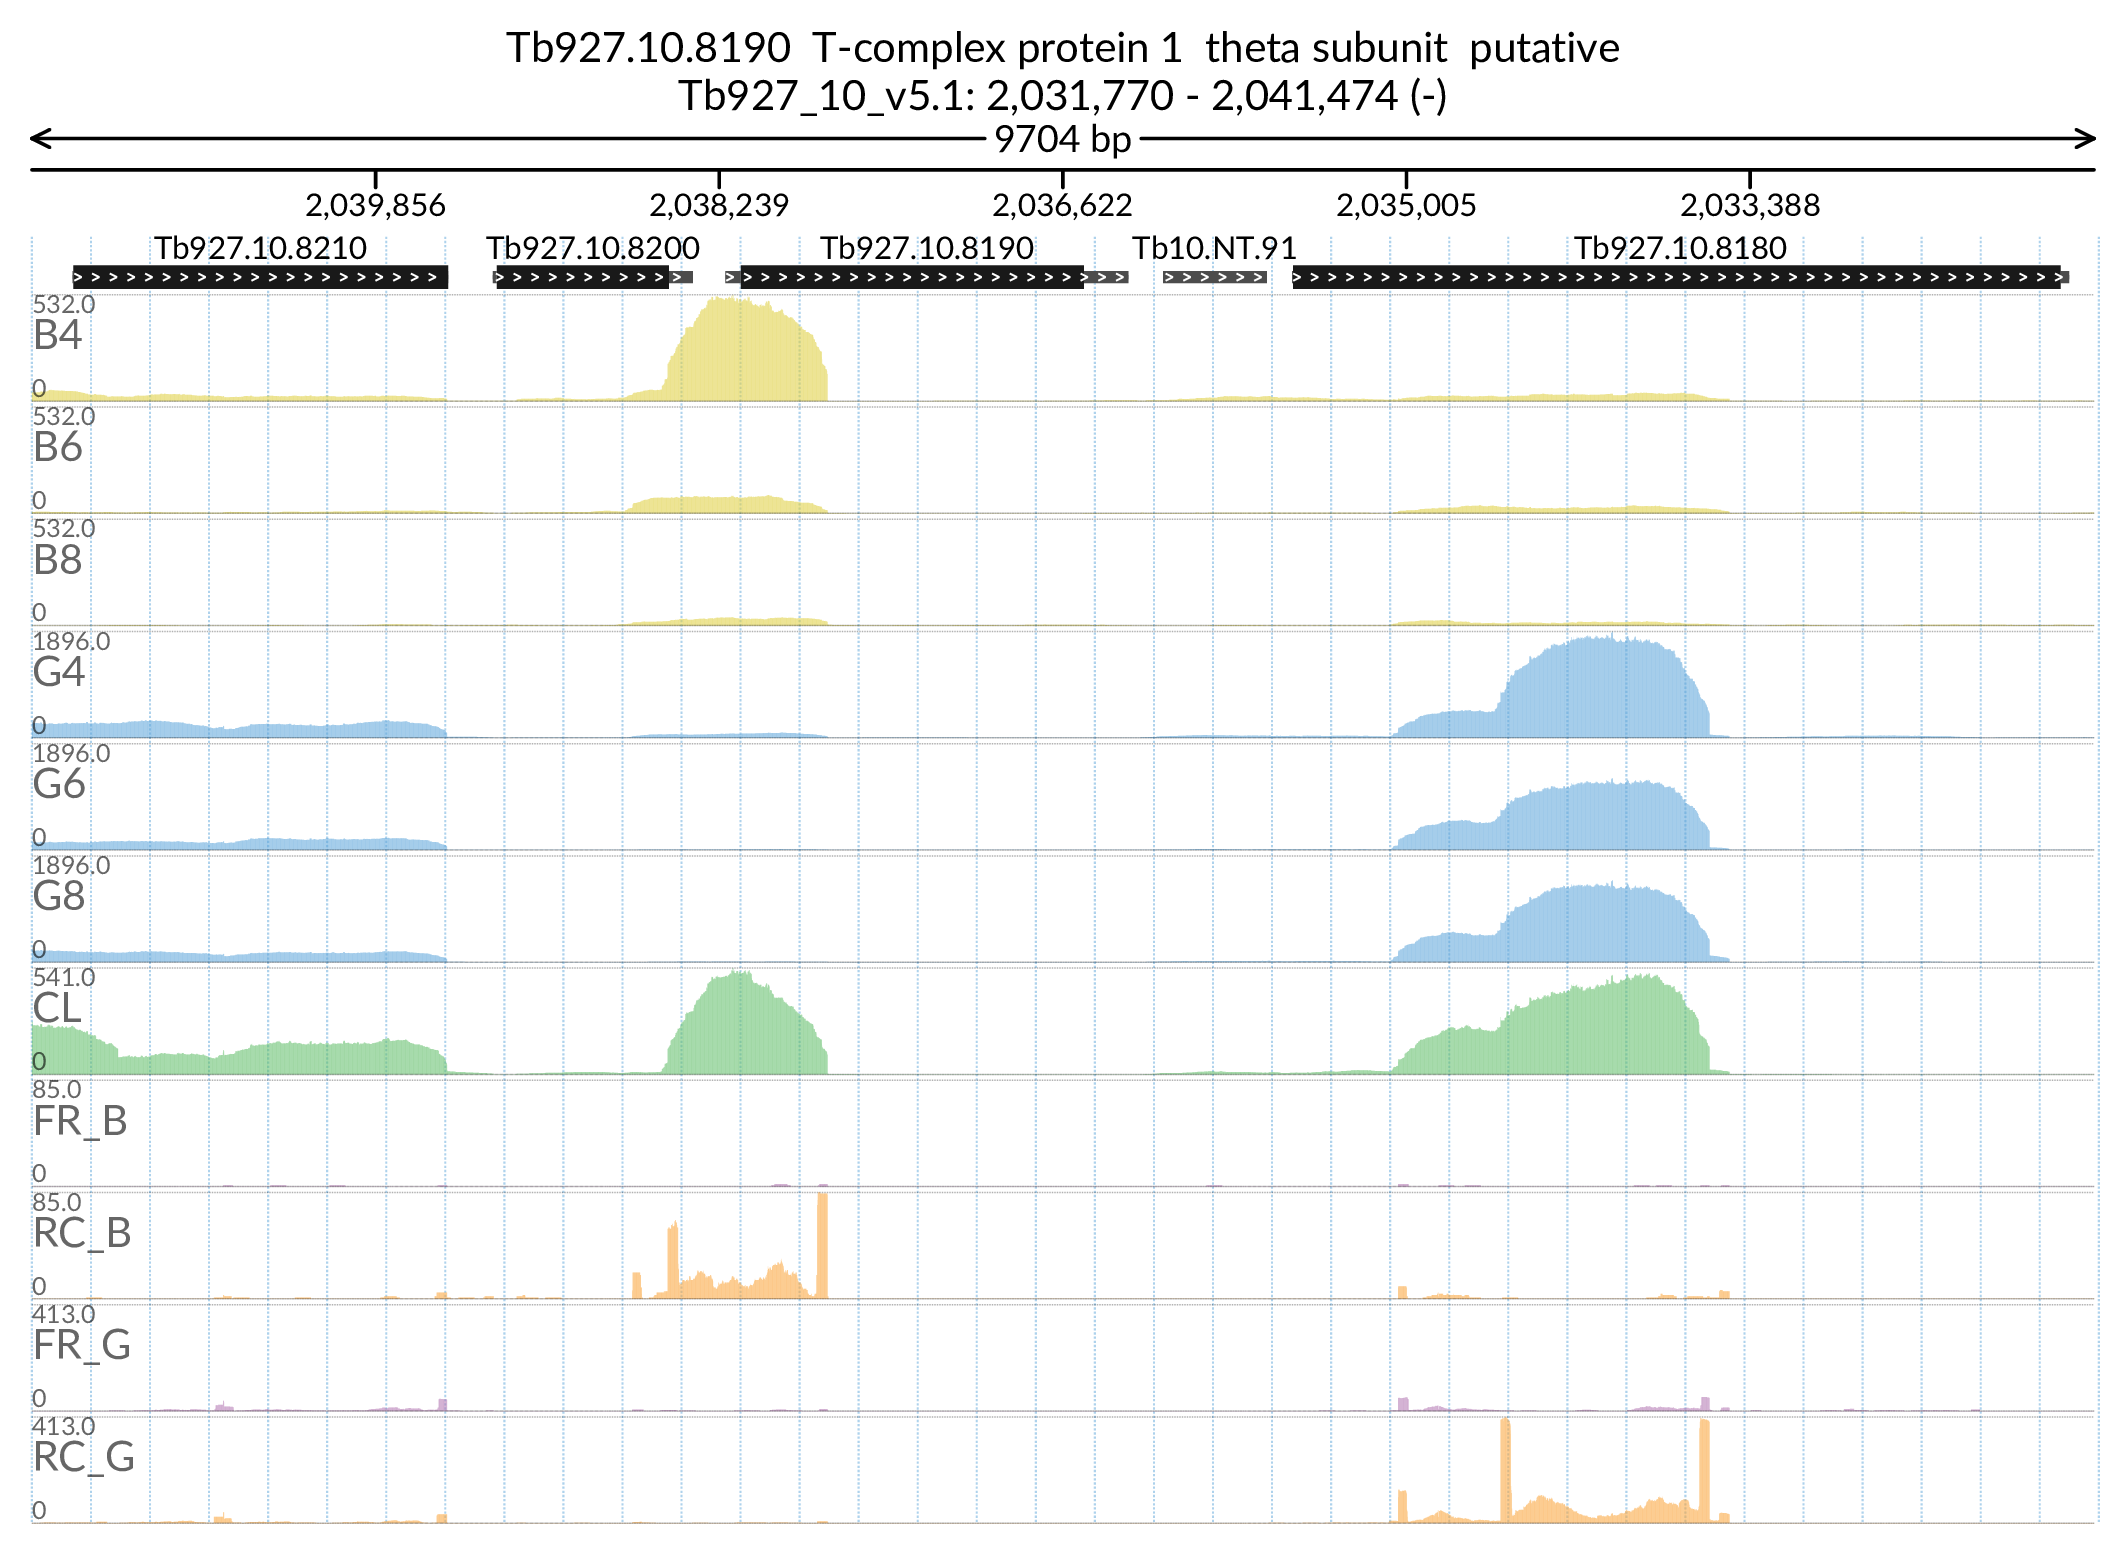 Tb927.10.8190  T-complex protein 1  theta subunit  putative
Tb927_10_v5.1: 2,031,770 - 2,041,474 (-)
9704 bp
2,039,856 2,038,239 2,036,622 2,035,005 2,033,388
Tb927.10.8210 Tb927.10.8200 Tb927.10.8190 Tb10.NT.91 Tb927.10.8180
532.0
B4
0
532.0
B6
0
532.0
B8
0
1896.0
G4
0
1896.0
G6
0
1896.0
G8
0
541.0
CL
0
85.0
FR_B
0
85.0
RC_B
0
413.0
FR_G
0
413.0
RC_G
0